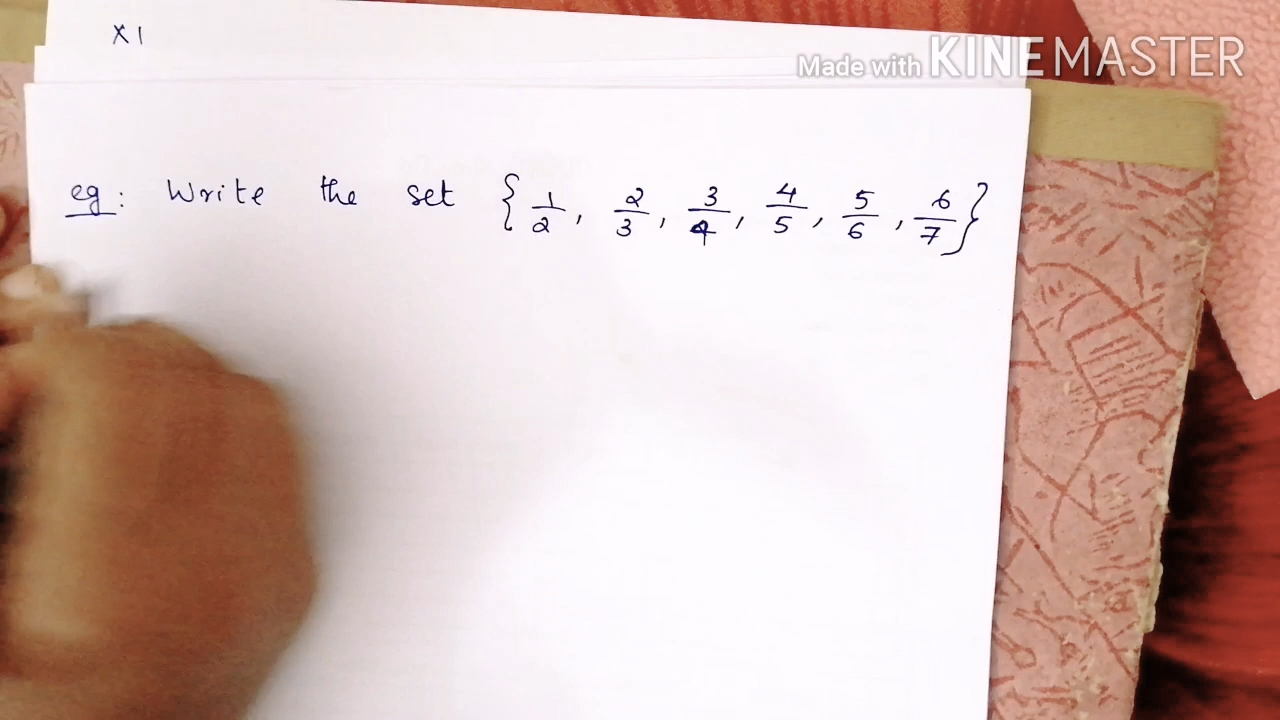 x1
Made with KINEMASTER
eg: Write the set {1/2, 2/3, 3/4, 4/5, 5/6, 6/7}